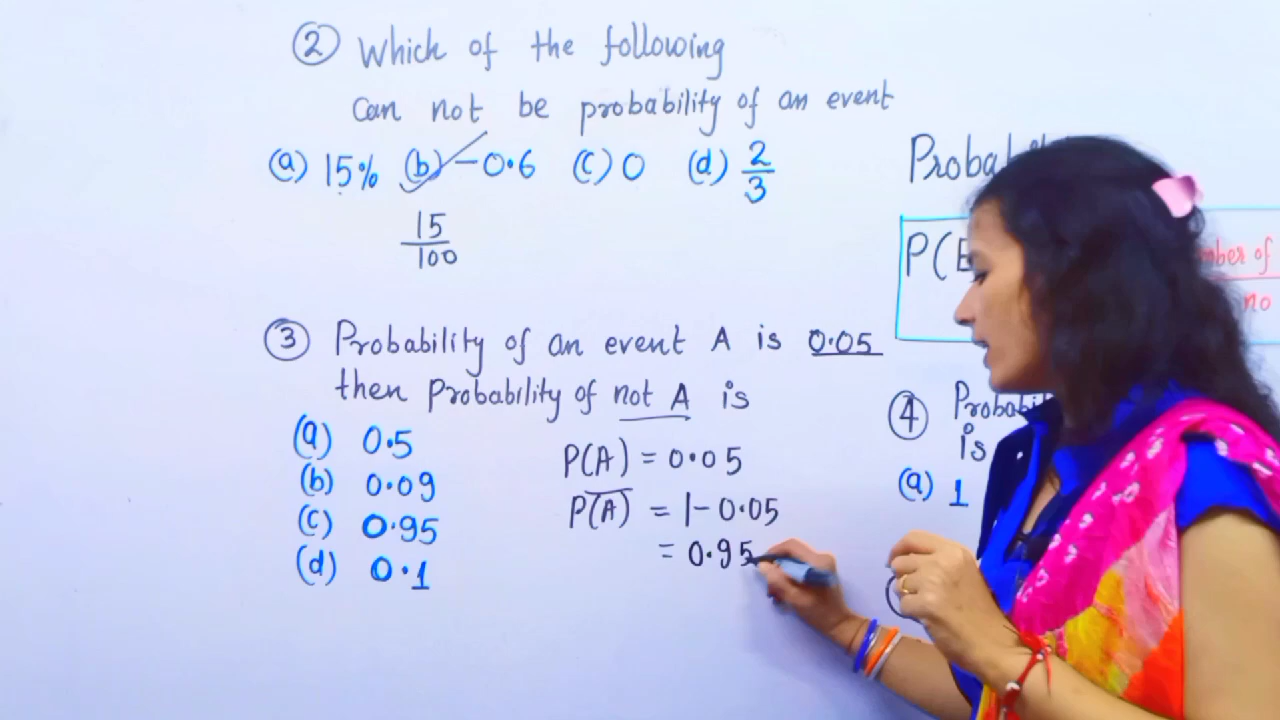 ② Which of the following
can not be probability of an event
(a) 15% (b) -0.6 (c) 0 (d) 2/3
15/100
③ Probability of an event A is 0.05
then probability of not A is
(a) 0.5
(b) 0.09
(c) 0.95
(d) 0.1
P(A) = 0.05
P(A̅) = 1-0.05
= 0.95
P(E
of
no
④
is
(a) 1